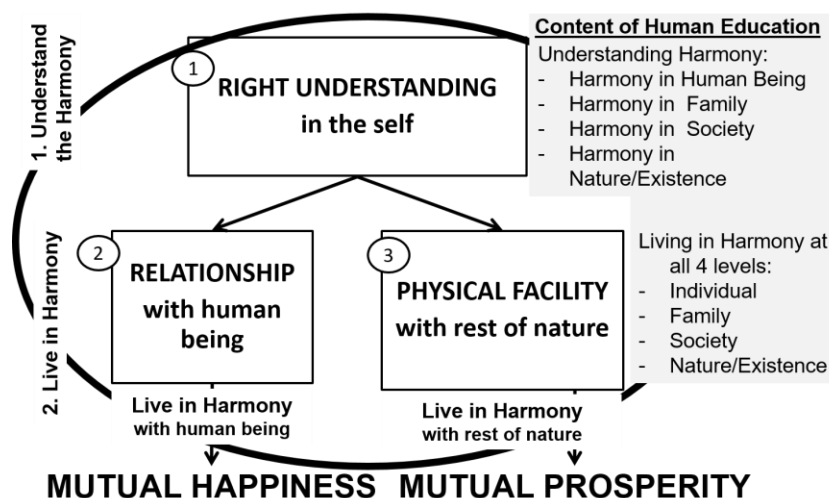 Content of Human Education
Understanding Harmony:
- Harmony in Human Being
- Harmony in Family
- Harmony in Society
- Harmony in
Nature/Existence
1. Understand
the Harmony
1
RIGHT UNDERSTANDING
in the self
2. Live in Harmony
2
RELATIONSHIP
with human
being
3
PHYSICAL FACILITY
with rest of nature
Living in Harmony at
all 4 levels:
- Individual
- Family
- Society
- Nature/Existence
Live in Harmony
with human being
Live in Harmony
with rest of nature
MUTUAL HAPPINESS
MUTUAL PROSPERITY